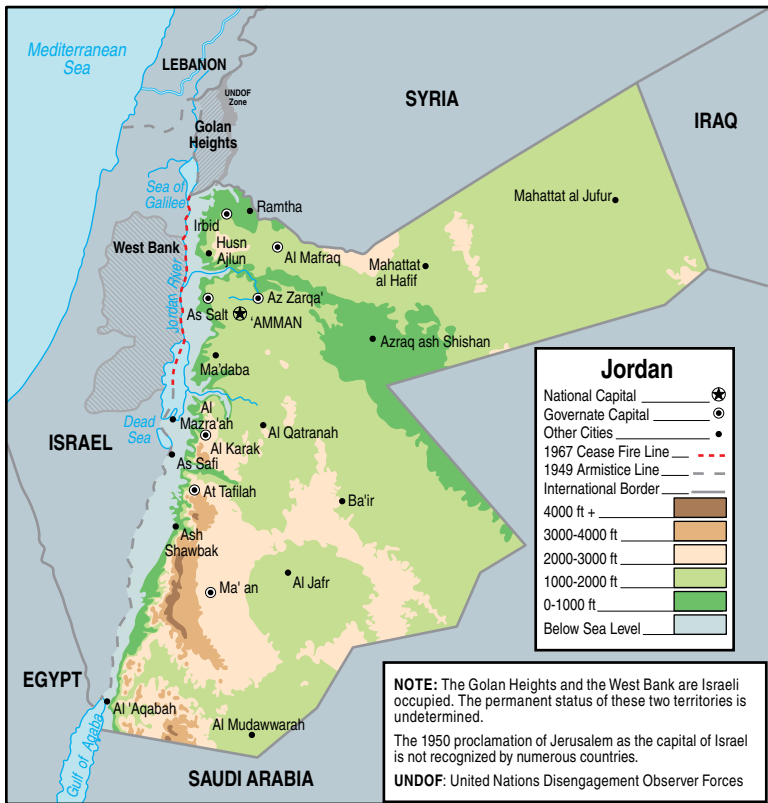 Mediterranean
Sea
LEBANON
UNDOF
Zone
SYRIA
IRAQ
Golan
Heights
Sea of
Galilee
Ramtha
Mahattat al Jufur
Irbid
West Bank
Husn
Ajlun
Al Mafraq
Mahattat
al Hafif
Jordan River
As Salt
Az Zarqa'
'AMMAN
Azraq ash Shishan
Ma'daba
Al
Mazra'ah
Dead
Sea
ISRAEL
Al Qatranah
Al Karak
As Safi
At Tafilah
Ba'ir
Ash
Shawbak
Ma' an
Al Jafr
EGYPT
Al 'Aqabah
Al Mudawwarah
Gulf of Aqaba
SAUDI ARABIA
Jordan
National Capital
Governate Capital
Other Cities
1967 Cease Fire Line
1949 Armistice Line
International Border
4000 ft +
3000-4000 ft
2000-3000 ft
1000-2000 ft
0-1000 ft
Below Sea Level
NOTE: The Golan Heights and the West Bank are Israeli
occupied. The permanent status of these two territories is
undetermined.
The 1950 proclamation of Jerusalem as the capital of Israel
is not recognized by numerous countries.
UNDOF: United Nations Disengagement Observer Forces